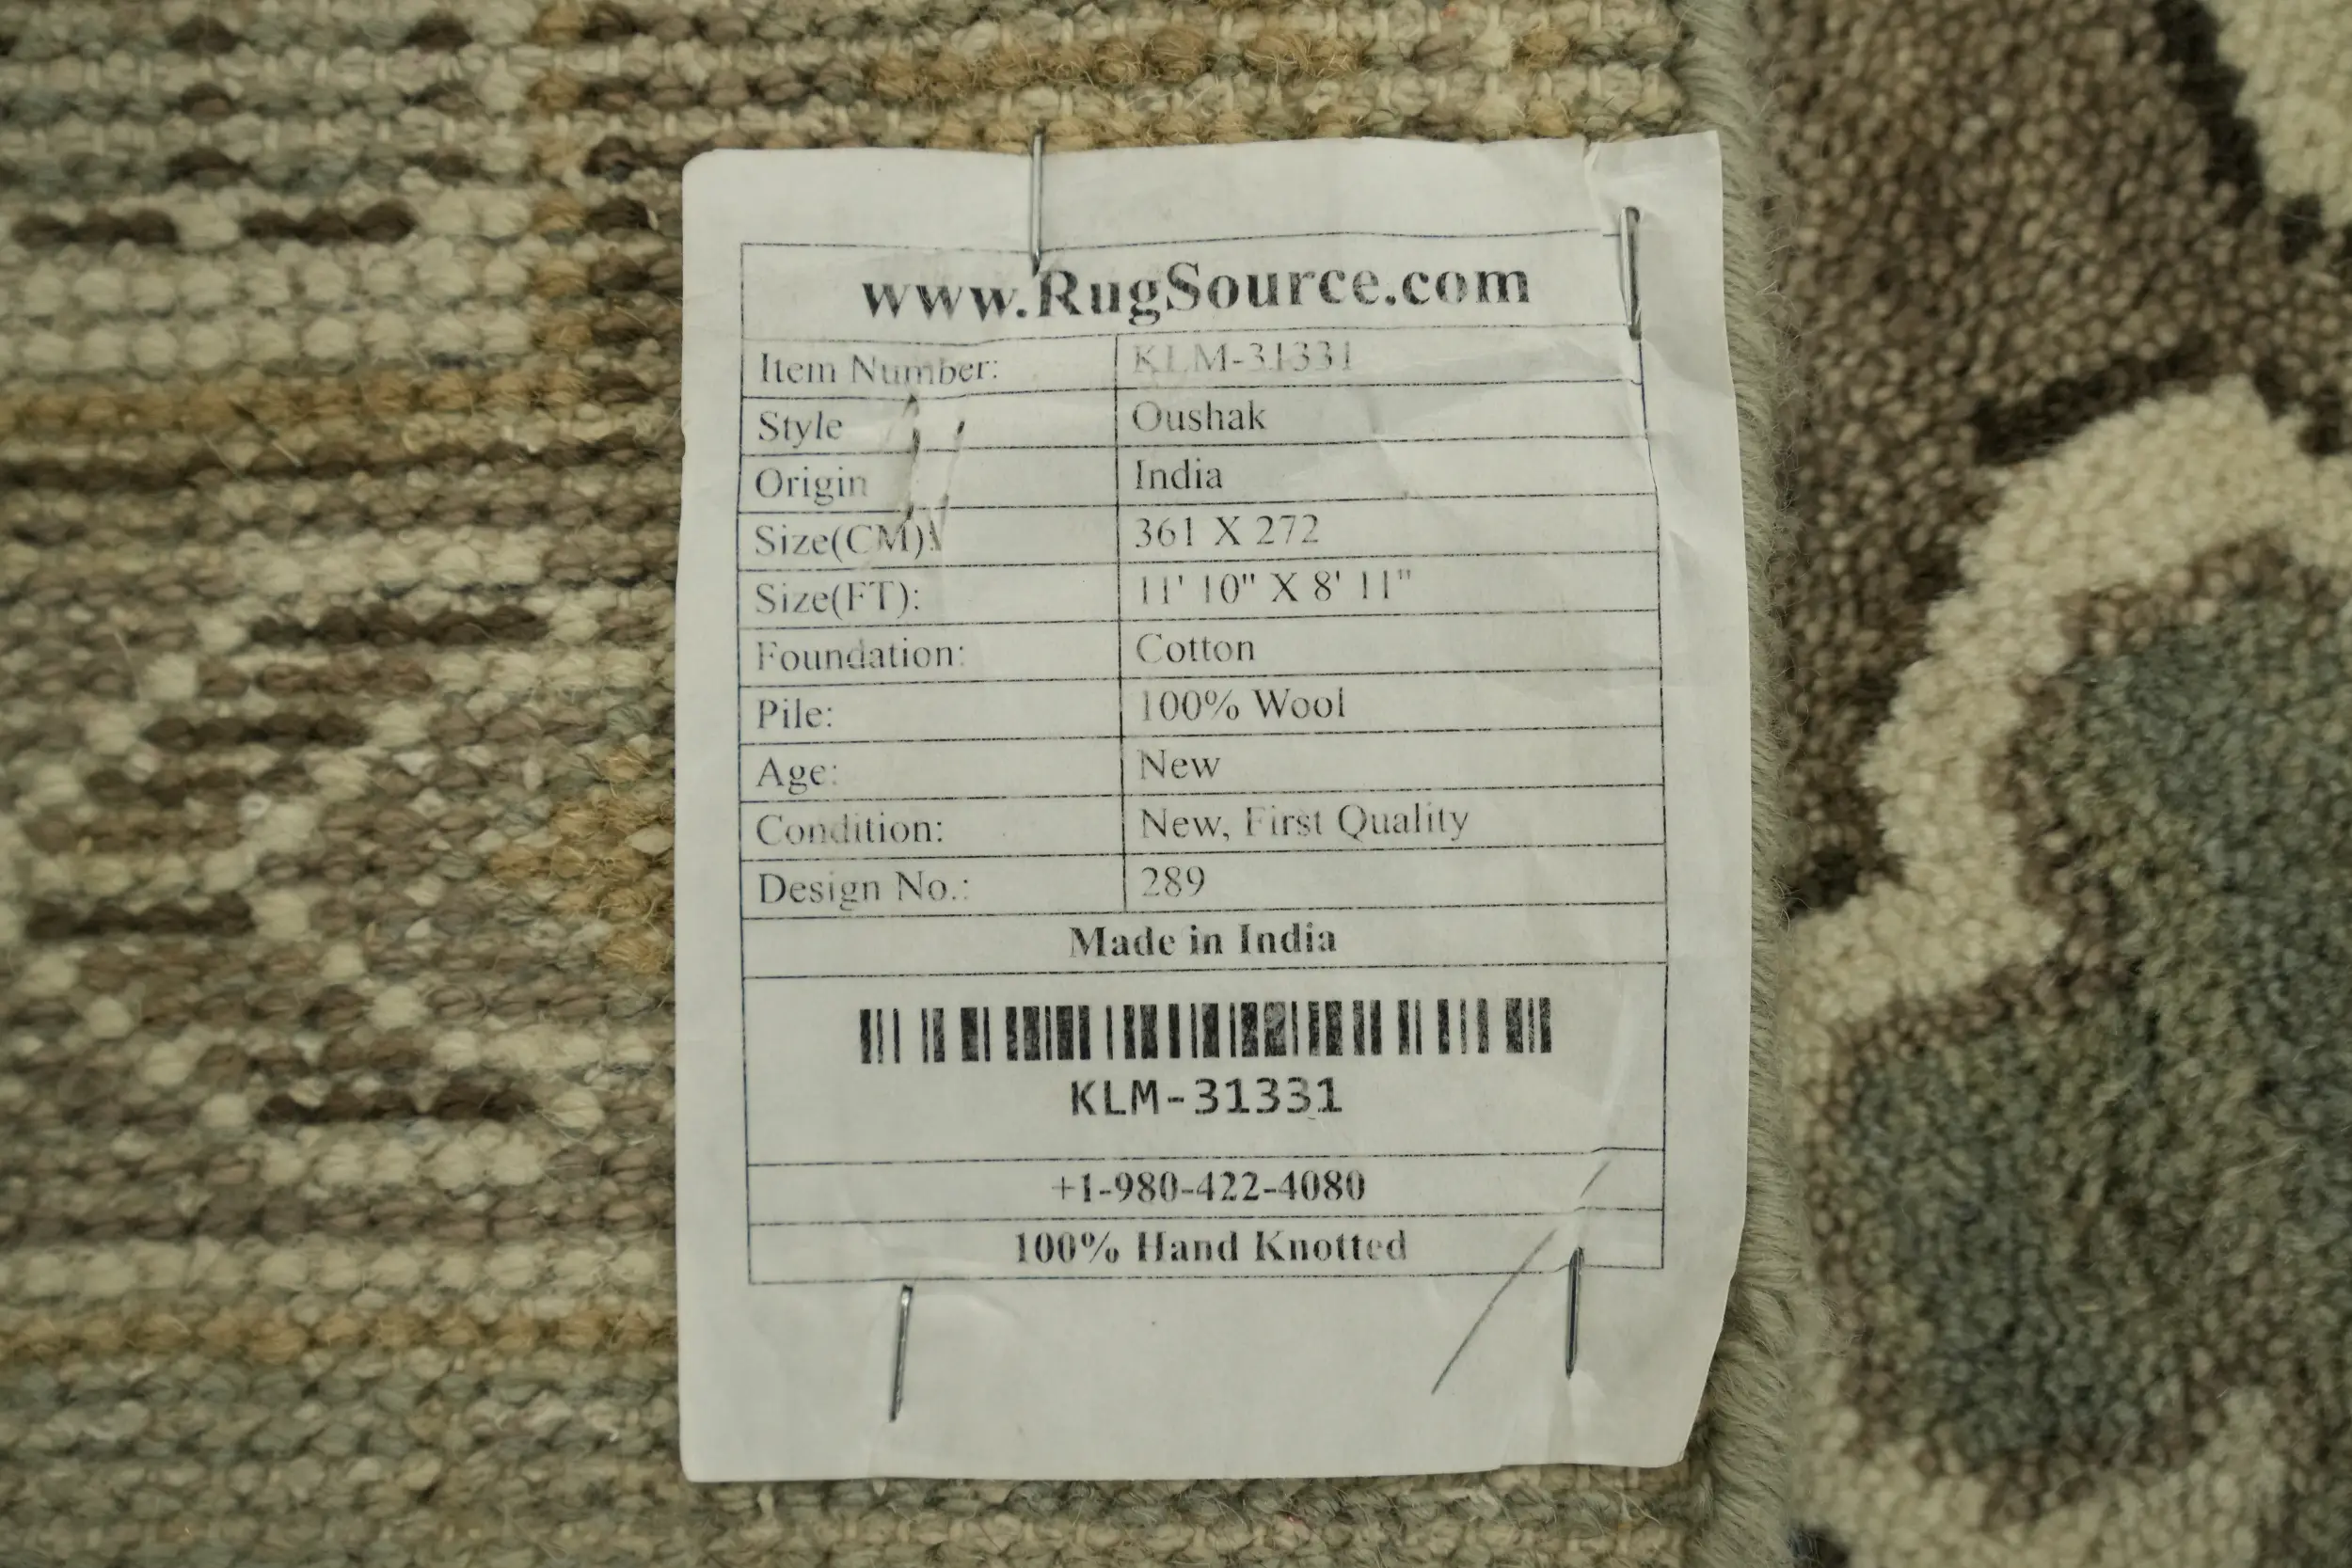 www.RugSource.com
Item Number: KLM-31331
Style Oushak
Origin India
Size(CM): 361 X 272
Size(FT): 11' 10" X 8' 11"
Foundation: Cotton
Pile: 100% Wool
Age: New
Condition: New, First Quality
Design No.: 289
Made in India
KLM-31331
+1-980-422-4080
100% Hand Knotted